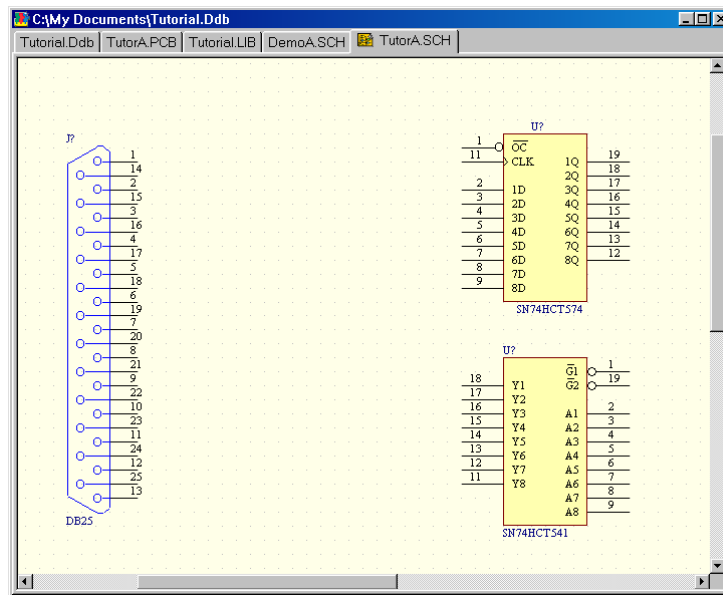 C:\My Documents\Tutorial.Ddb
Tutorial.Ddb TutorA.PCB Tutorial.LIB DemoA.SCH TutorA.SCH
J?
1
14
2
15
3
16
4
17
5
18
6
19
7
20
8
21
9
22
10
23
11
24
12
25
13
DB25
U?
1 OC
11 CLK 1Q 19
2Q 18
2 1D 3Q 17
3 2D 4Q 16
4 3D 5Q 15
5 4D 6Q 14
6 5D 7Q 13
7 6D 8Q 12
8 7D
9 8D
SN74HCT574
U?
G1 1
18 Y1 G2 19
17 Y2
16 Y3 A1 2
15 Y4 A2 3
14 Y5 A3 4
13 Y6 A4 5
12 Y7 A5 6
11 Y8 A6 7
A7 8
A8 9
SN74HCT541